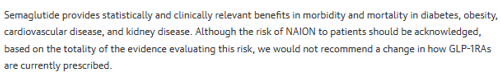 Semaglutide provides statistically and clinically relevant benefits in morbidity and mortality in diabetes, obesity,
cardiovascular disease, and kidney disease. Although the risk of NAION to patients should be acknowledged,
based on the totality of the evidence evaluating this risk, we would not recommend a change in how GLP-1RAs
are currently prescribed.